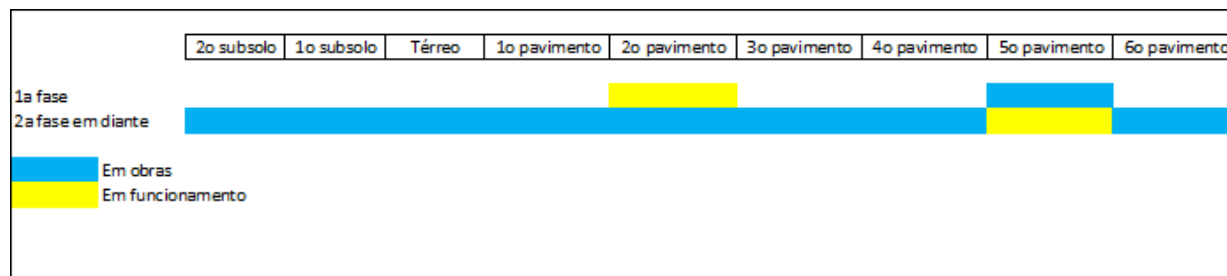 2o subsolo 1o subsolo Térreo 1o pavimento 2o pavimento 3o pavimento 4o pavimento 5o pavimento 6o pavimento
1a fase
2a fase em diante
Em obras
Em funcionamento